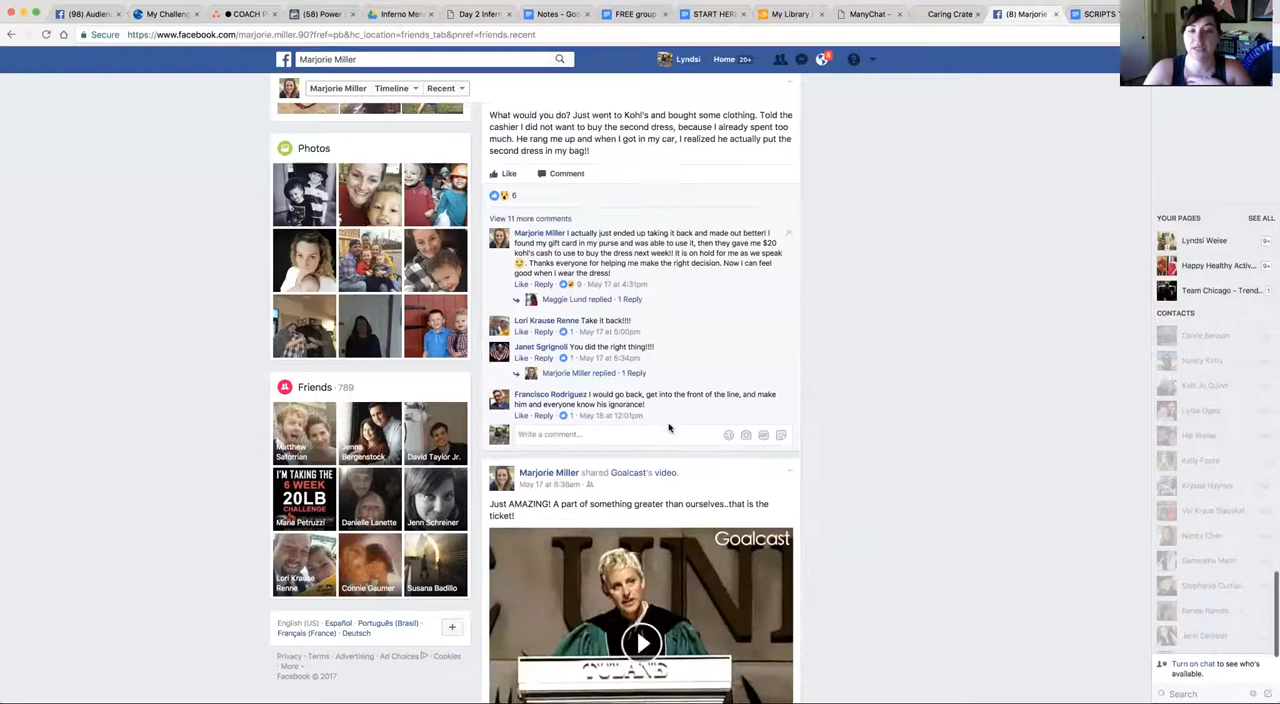 (98) Audien
My Challeng
COACH P
(58) Power
Inferno Men
Day 2 Infern
Notes - Goo
FREE group
START HERE
My Library
ManyChat –
Caring Crate
(8) Marjorie
SCRIPTS T
Secure https://www.facebook.com/marjorie.miller.90?fref=pb&hc_location=friends_tab&pnref=friends.recent
Marjorie Miller
Lyndsi
Home 20+
8
Marjorie Miller
Timeline
Recent
Photos
Friends · 789
Matthew Saforrian
Jenna Bergenstock
David Taylor Jr.
I'M TAKING THE
6 WEEK
20LB
CHALLENGE
Maria Petruzzi
Danielle Lanette
Jenn Schreiner
Lori Krause Renne
Connie Gaumer
Susana Badillo
English (US) · Español · Português (Brasil) ·
Français (France) · Deutsch
Privacy · Terms · Advertising · Ad Choices · Cookies
· More
Facebook © 2017
What would you do? Just went to Kohl's and bought some clothing. Told the
cashier I did not want to buy the second dress, because I already spent too
much. He rang me up and when I got in my car, I realized he actually put the
second dress in my bag!!
Like
Comment
6
View 11 more comments
Marjorie Miller I actually just ended up taking it back and made out better! I
found my gift card in my purse and was able to use it, then they gave me $20
kohl's cash to use to buy the dress next week!! It is on hold for me as we speak
. Thanks everyone for helping me make the right decision. Now I can feel
good when I wear the dress!
Like · Reply · 9 · May 17 at 4:31pm
Maggie Lund replied · 1 Reply
Lori Krause Renne Take it back!!!!
Like · Reply · 1 · May 17 at 5:00pm
Janet Sgrignoli You did the right thing!!!!
Like · Reply · 1 · May 17 at 5:34pm
Marjorie Miller replied · 1 Reply
Francisco Rodriguez I would go back, get into the front of the line, and make
him and everyone know his ignorance!
Like · Reply · 1 · May 18 at 12:01pm
Write a comment...
Marjorie Miller shared Goalcast's video.
May 17 at 8:38am ·
Just AMAZING! A part of something greater than ourselves..that is the
ticket!
Goalcast
UN
TULANE
YOUR PAGES
SEE ALL
Lyndsi Weise
9+
Happy Healthy Activ...
9+
Team Chicago - Trend...
1
CONTACTS
Carrie Benson
Nancy Kirby
Kelli Jo Quinn
Lydia Ogea
Hill Weise
Kelly Foote
Krystal Haynes
Nancy Chen
Renee Ramos
Turn on chat to see who's
available.
Search